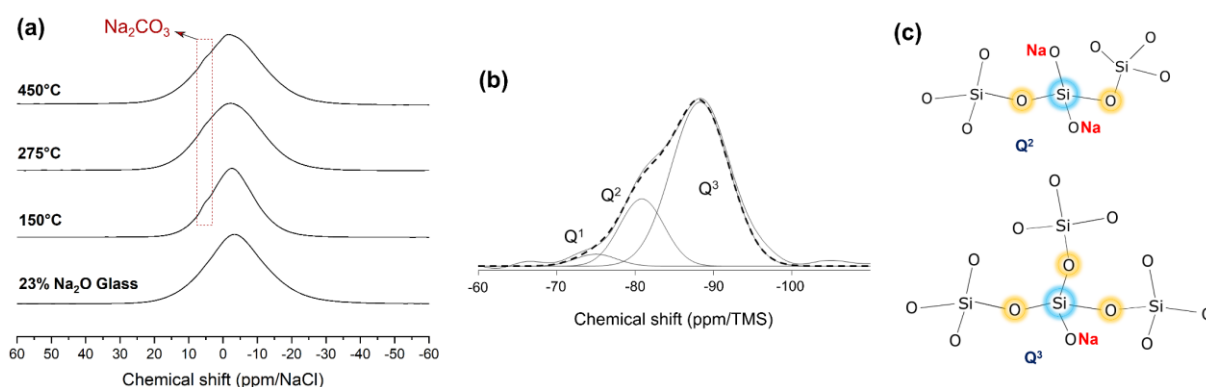 (a)
Na₂CO₃
450°C
275°C
150°C
23% Na₂O Glass
60 50 40 30 20 10 0 -10 -20 -30 -40 -50 -60
Chemical shift (ppm/NaCl)
(b)
Q¹
Q²
Q³
-60 -70 -80 -90 -100
Chemical shift (ppm/TMS)
(c)
O O
Na O Si O
O Si O Si O O
O O Na
Q²
O
O Si O
O O O
O Si O Si O Si O
O O Na O
Q³